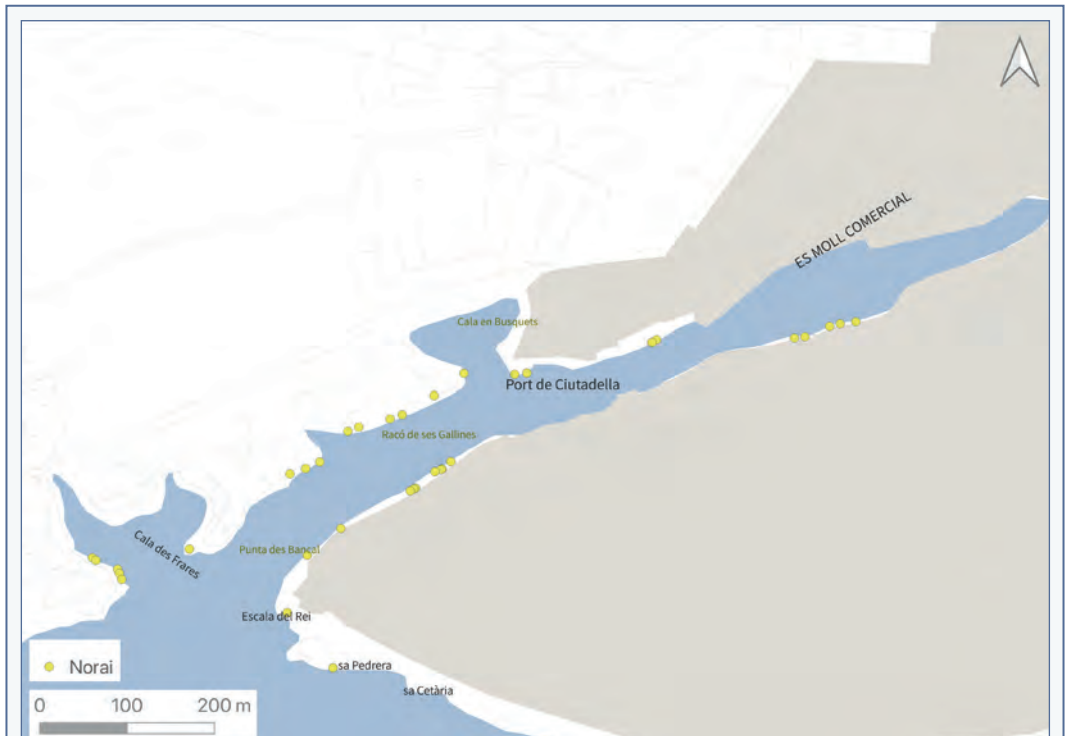 ES MOLL COMERCIAL
Cala en Busquets
Port de Ciutadella
Racó de ses Gallines
Cala des Frares
Punta des Bancal
Escala del Rei
sa Pedrera
sa Cetària
Norai
0 100 200 m